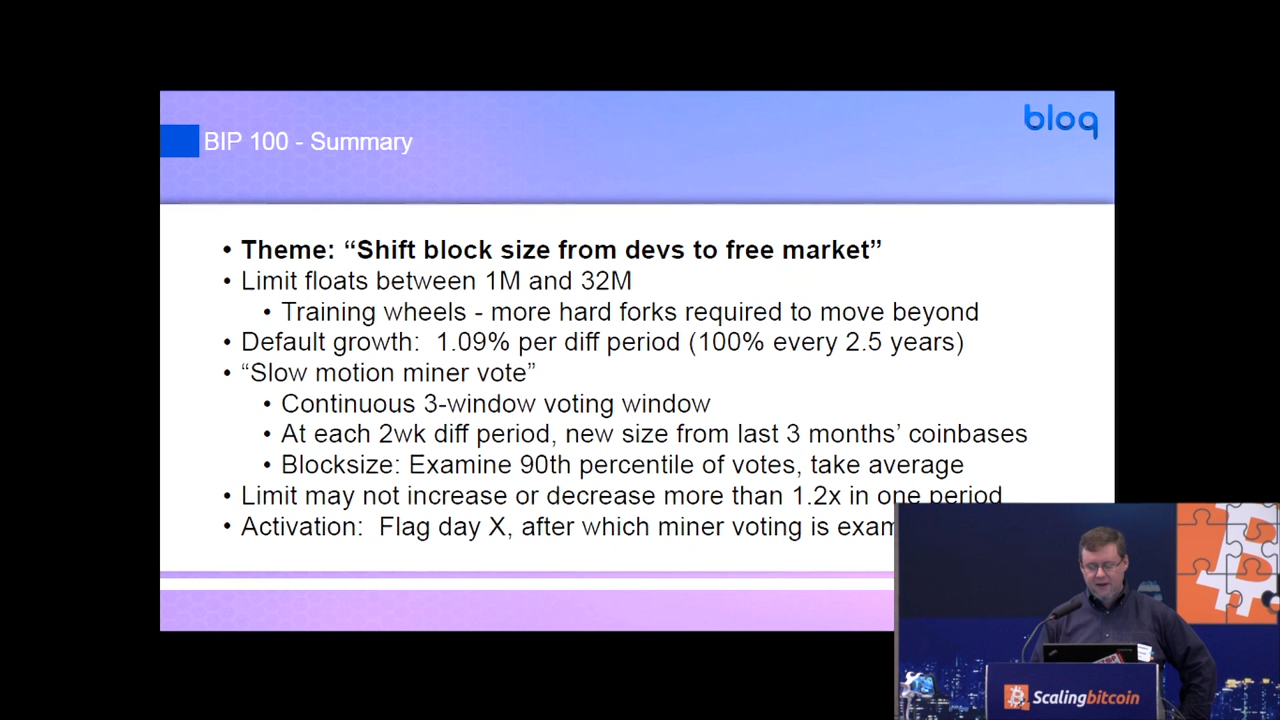 bloq
BIP 100 - Summary
• Theme: “Shift block size from devs to free market”
• Limit floats between 1M and 32M
• Training wheels - more hard forks required to move beyond
• Default growth: 1.09% per diff period (100% every 2.5 years)
• “Slow motion miner vote”
• Continuous 3-window voting window
• At each 2wk diff period, new size from last 3 months’ coinbases
• Blocksize: Examine 90th percentile of votes, take average
• Limit may not increase or decrease more than 1.2x in one period
• Activation: Flag day X, after which miner voting is exam
Scalingbitcoin